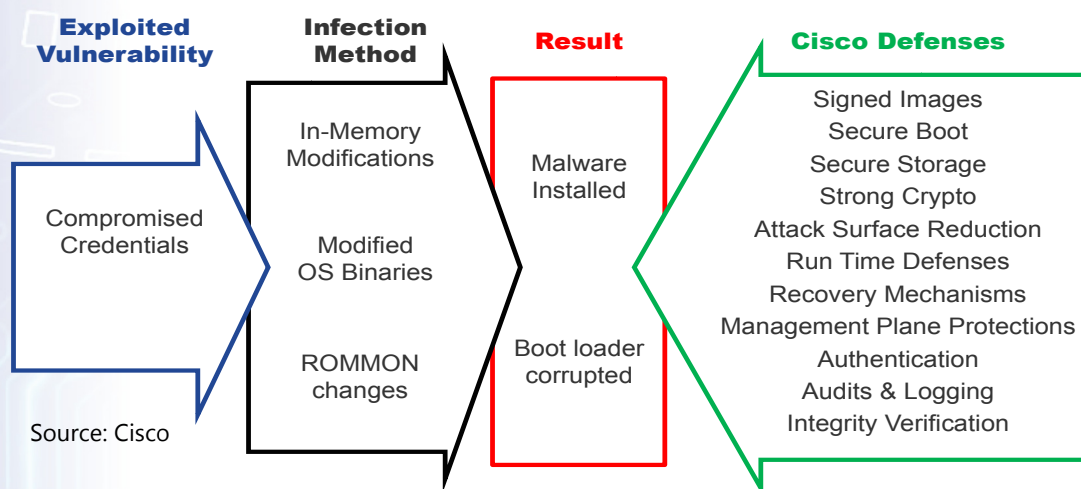 Exploited
Vulnerability
Compromised
Credentials
Infection
Method
In-Memory
Modifications
Modified
OS Binaries
ROMMON
changes
Result
Malware
Installed
Boot loader
corrupted
Cisco Defenses
Signed Images
Secure Boot
Secure Storage
Strong Crypto
Attack Surface Reduction
Run Time Defenses
Recovery Mechanisms
Management Plane Protections
Authentication
Audits & Logging
Integrity Verification
Source: Cisco